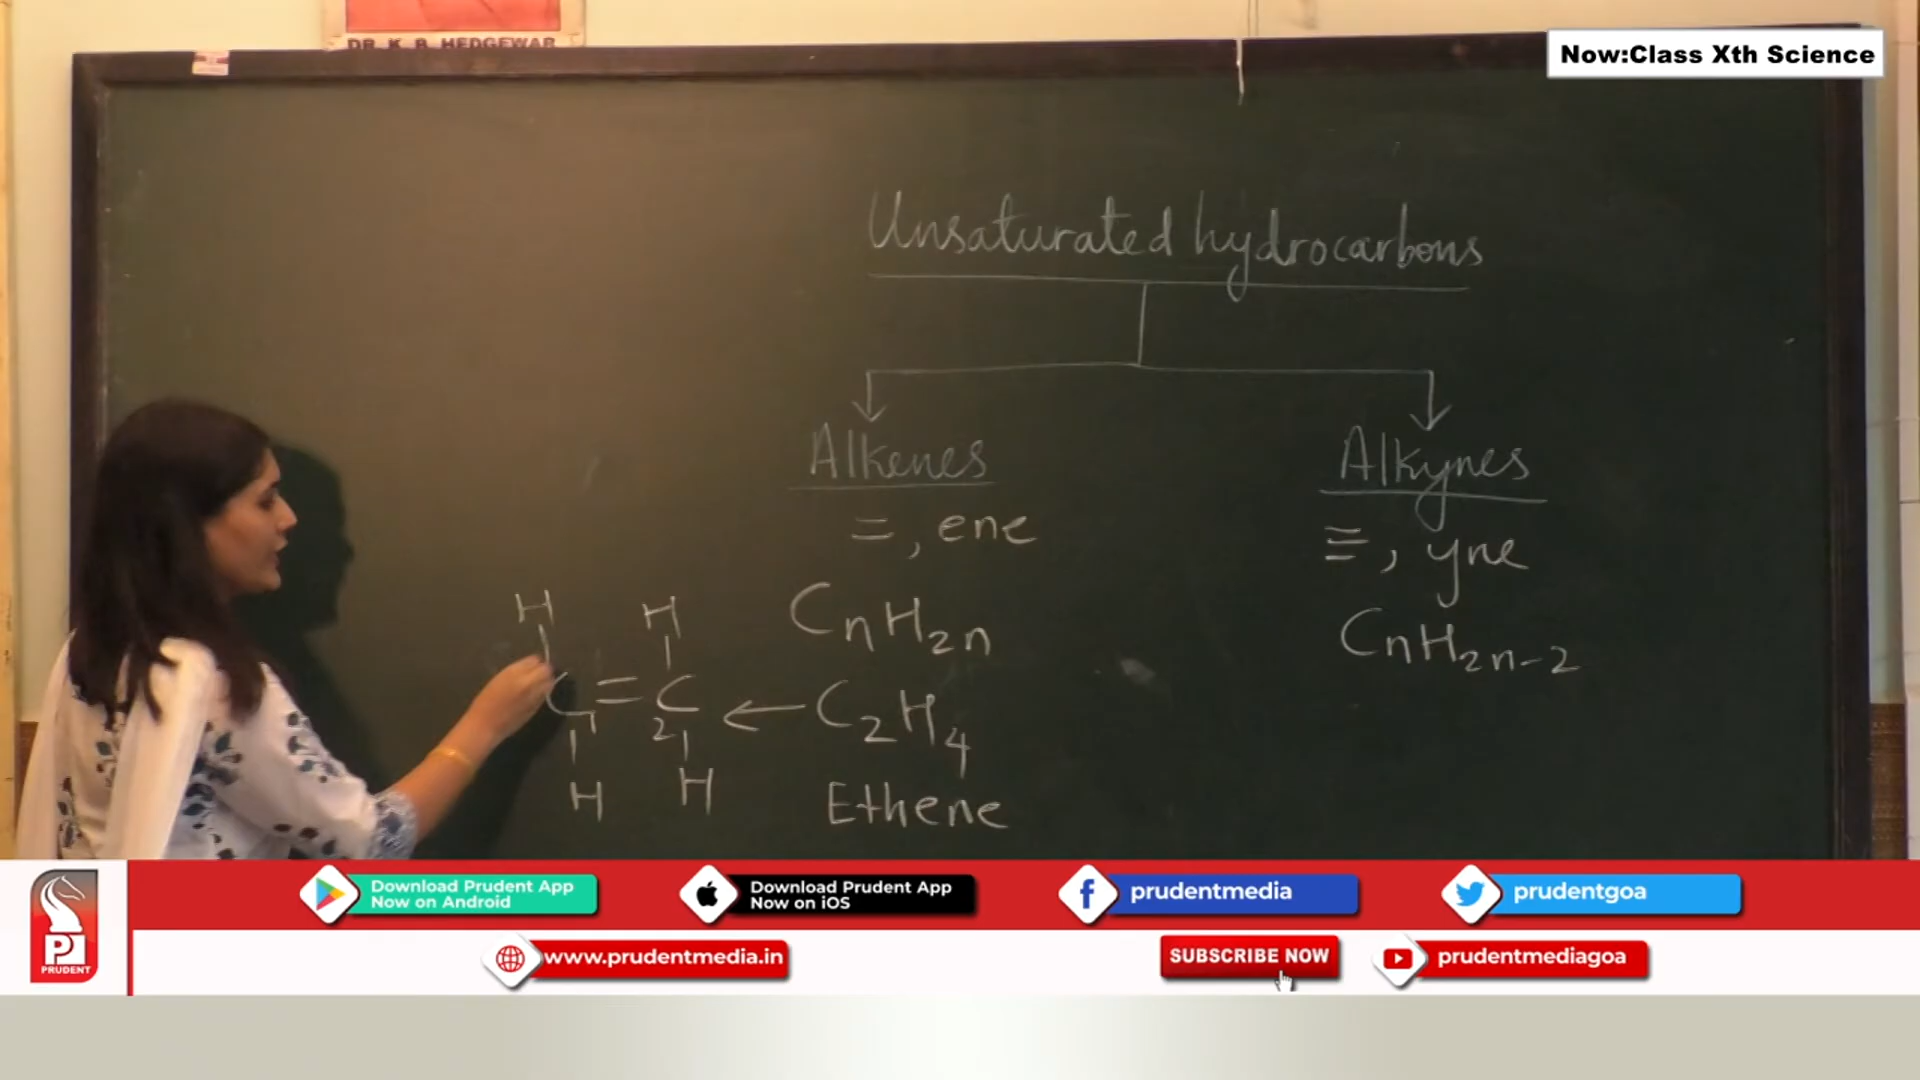 DR. K. B. HEDGEWAR
Now:Class Xth Science
Unsaturated hydrocarbons
Alkenes
Alkynes
=, ene
≡, yne
CnH2n
CnH2n-2
H H
C1 = C2 ← C2H4
H H
Ethene
Download Prudent App
Now on Android
Download Prudent App
Now on iOS
prudentmedia
prudentgoa
PRUDENT
www.prudentmedia.in
SUBSCRIBE NOW
prudentmediagoa